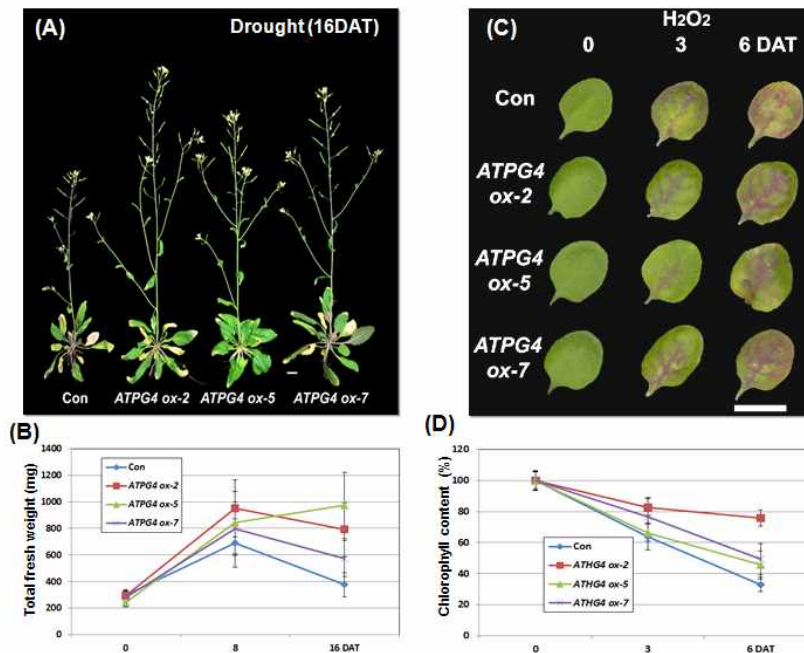 (A)
Drought (16DAT)
Con ATPG4 ox-2 ATPG4 ox-5 ATPG4 ox-7
(C)
H2O2
0 3 6 DAT
Con
ATPG4
ox-2
ATPG4
ox-5
ATPG4
ox-7
(B)
Total fresh weight (mg)
1400
1200
1000
800
600
400
200
0
Con
ATPG4 ox-2
ATPG4 ox-5
ATPG4 ox-7
0 8 16 DAT
(D)
Chlorophyll content (%)
120
100
80
60
40
20
0
Con
ATHG4 ox-2
ATHG4 ox-5
ATHG4 ox-7
0 3 6 DAT